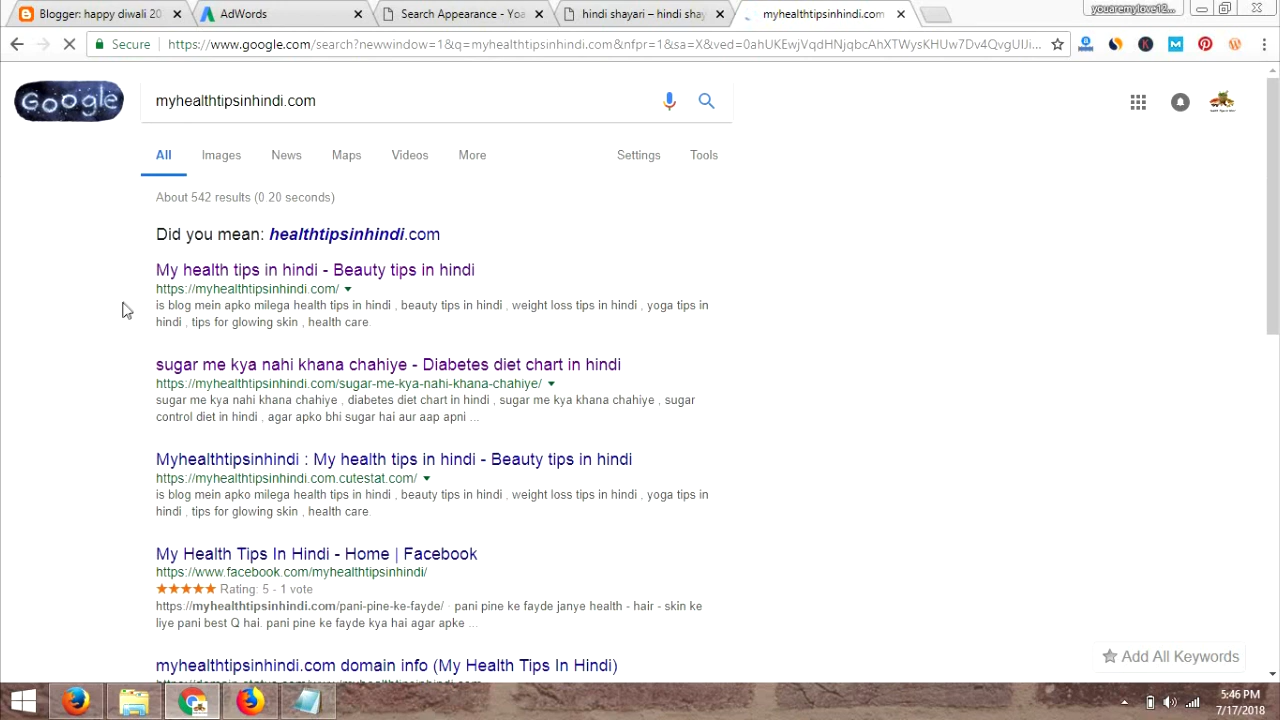 Blogger: happy diwali 20
AdWords
Search Appearance - Yoa
hindi shayari – hindi shay
myhealthtipsinhindi.com
youaremylove12...
Secure
https://www.google.com/search?newwindow=1&q=myhealthtipsinhindi.com&nfpr=1&sa=X&ved=
Google
myhealthtipsinhindi.com
All
Images
News
Maps
Videos
More
Settings
Tools
About 542 results (0 20 seconds)
Did you mean: healthtipsinhindi.com
My health tips in hindi - Beauty tips in hindi
https://myhealthtipsinhindi.com/
is blog mein apko milega health tips in hindi , beauty tips in hindi , weight loss tips in hindi , yoga tips in
hindi , tips for glowing skin , health care.
sugar me kya nahi khana chahiye - Diabetes diet chart in hindi
https://myhealthtipsinhindi.com/sugar-me-kya-nahi-khana-chahiye/
sugar me kya nahi khana chahiye , diabetes diet chart in hindi , sugar me kya khana chahiye , sugar
control diet in hindi , agar apko bhi sugar hai aur aap apni ...
Myhealthtipsinhindi : My health tips in hindi - Beauty tips in hindi
https://myhealthtipsinhindi.com.cutestat.com/
is blog mein apko milega health tips in hindi , beauty tips in hindi , weight loss tips in hindi , yoga tips in
hindi , tips for glowing skin , health care.
My Health Tips In Hindi - Home | Facebook
https://www.facebook.com/myhealthtipsinhindi/
Rating: 5 - 1 vote
https://myhealthtipsinhindi.com/pani-pine-ke-fayde/ · pani pine ke fayde janye health - hair - skin ke
liye pani best Q hai. pani pine ke fayde kya hai agar apke ...
myhealthtipsinhindi.com domain info (My Health Tips In Hindi)
Add All Keywords
5:46 PM
7/17/2018